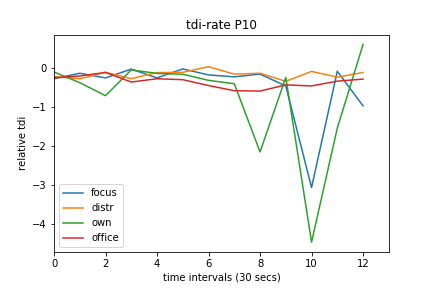 tdi-rate P10
relative tdi
0
−1
−2
−3
−4
focus
distr
own
office
0 2 4 6 8 10 12
time intervals (30 secs)